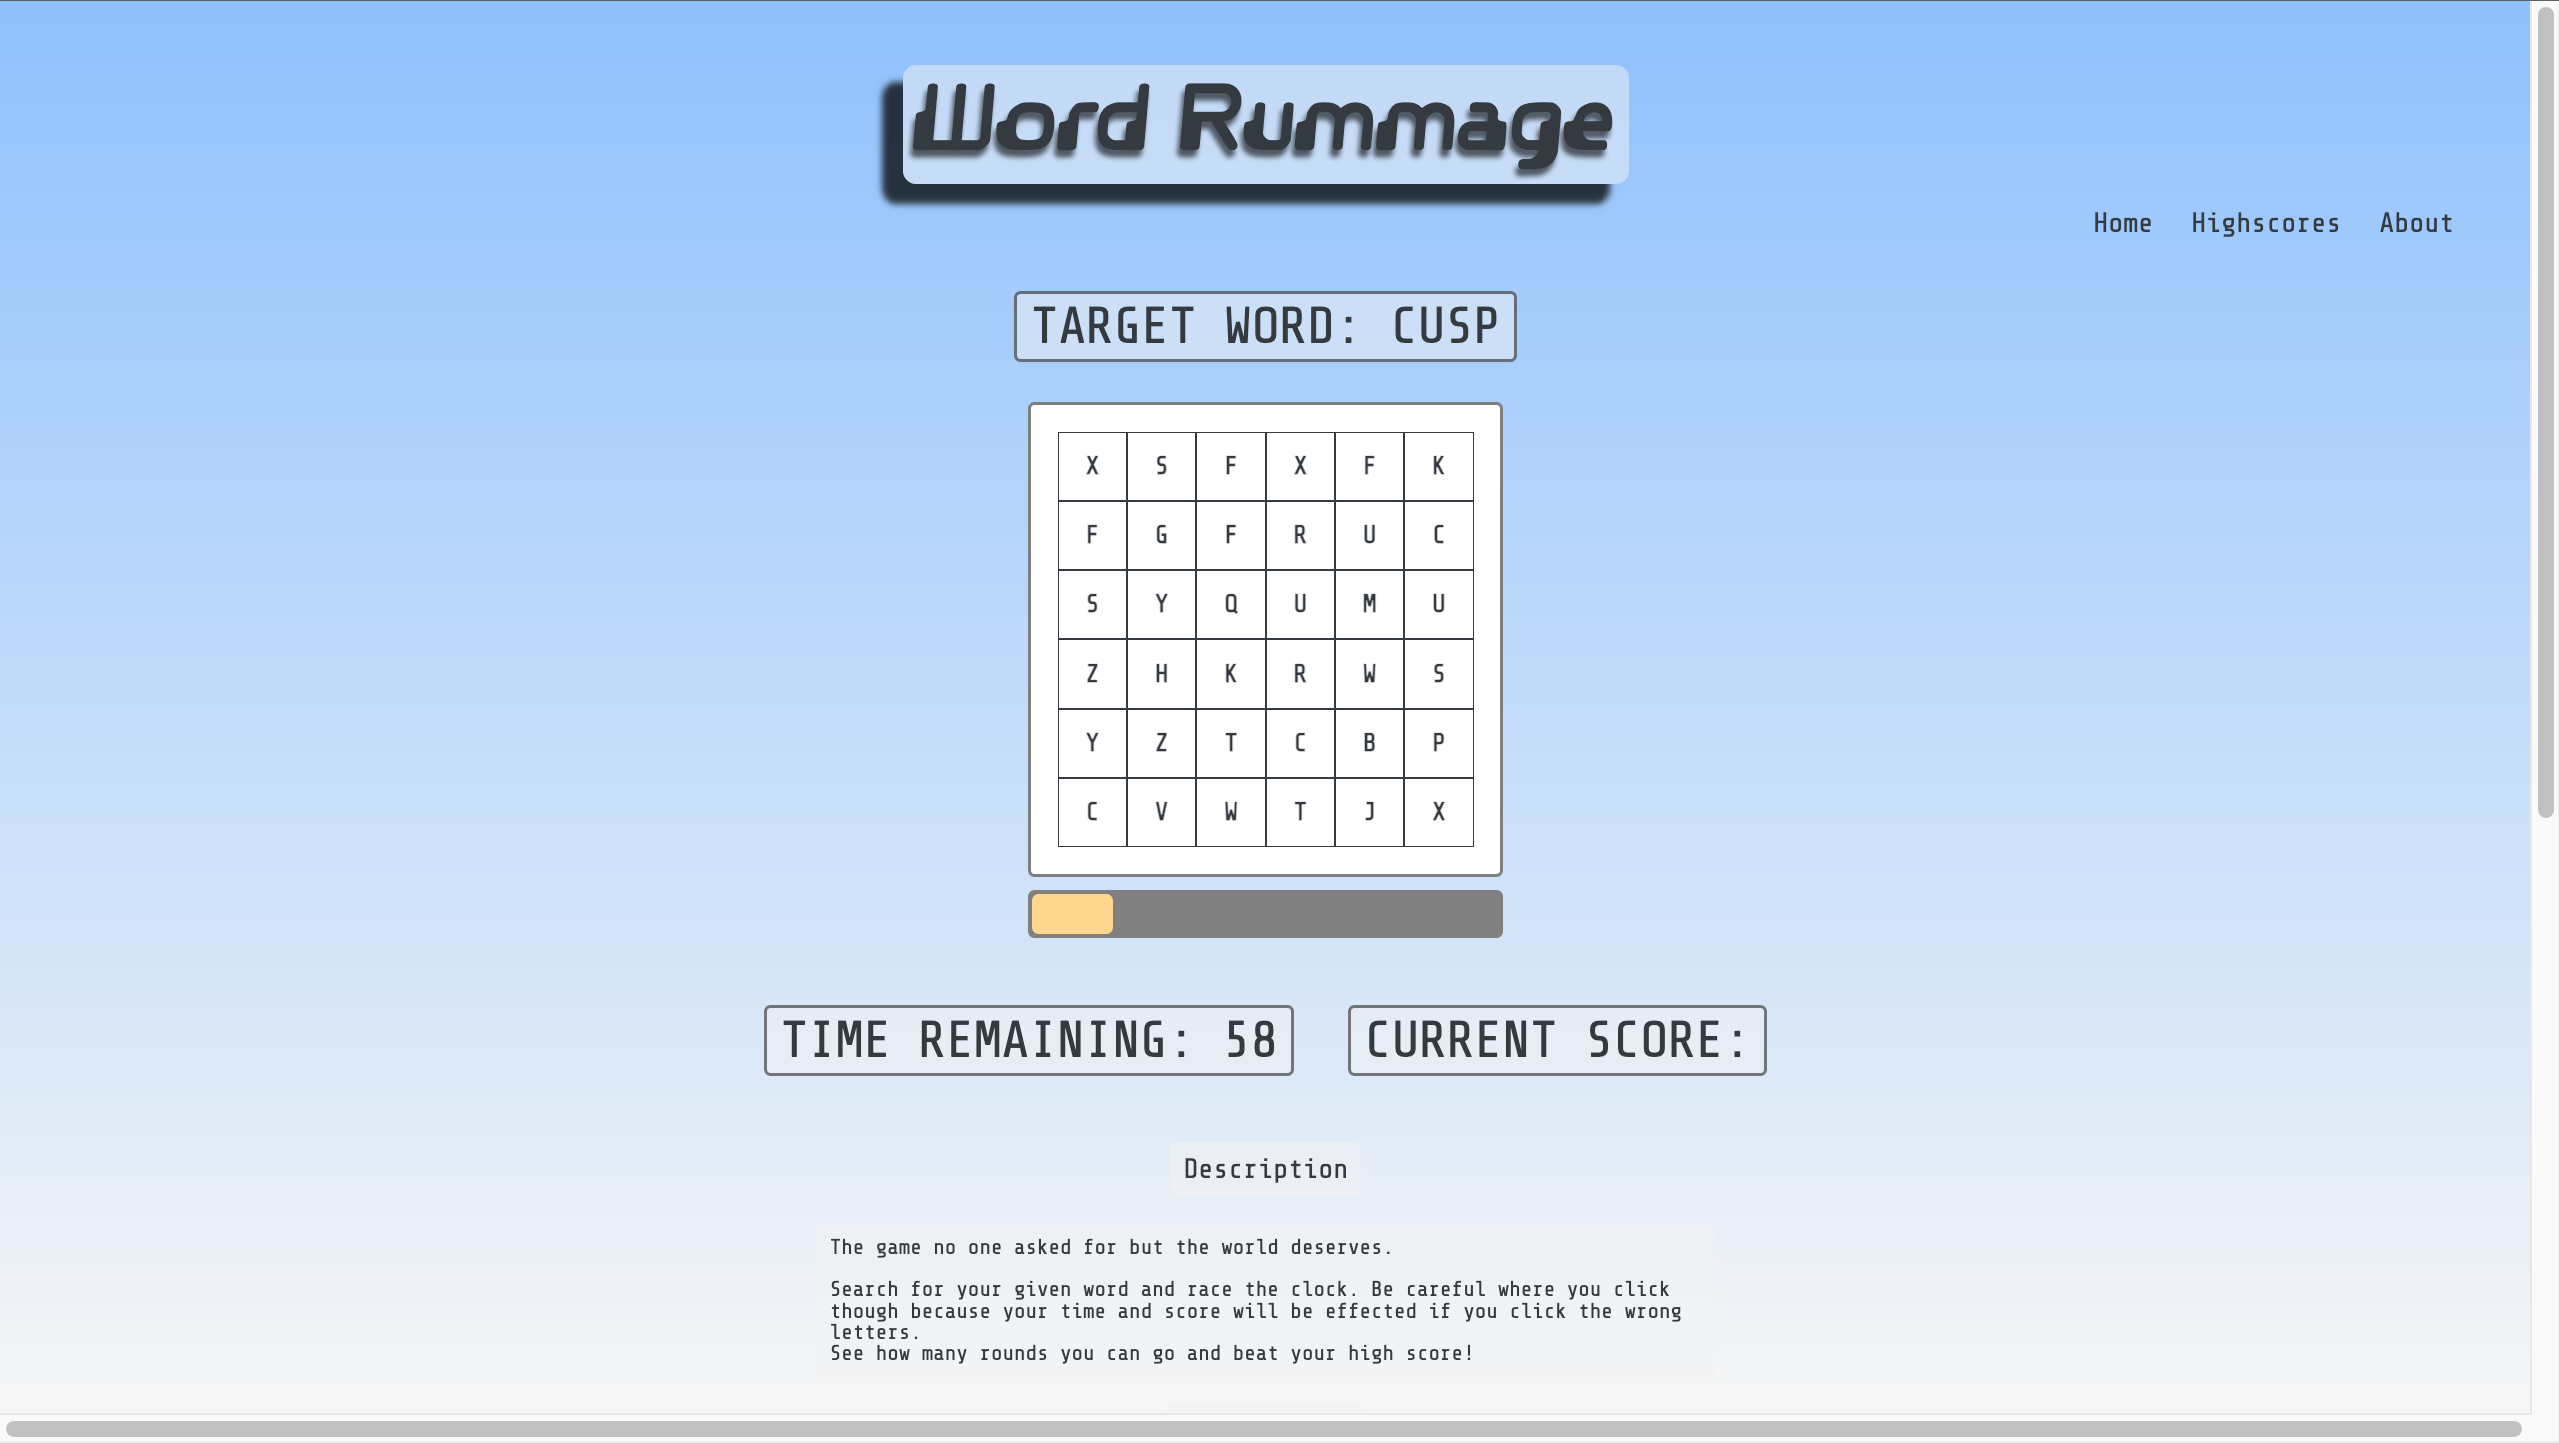 Word Rummage
Home Highscores About
TARGET WORD: CUSP
X S F X F K
F G F R U C
S Y Q U M U
Z H K R W S
Y Z T C B P
C V W T J X
TIME REMAINING: 58 CURRENT SCORE:
Description
The game no one asked for but the world deserves.
Search for your given word and race the clock. Be careful where you click
though because your time and score will be effected if you click the wrong
letters.
See how many rounds you can go and beat your high score!